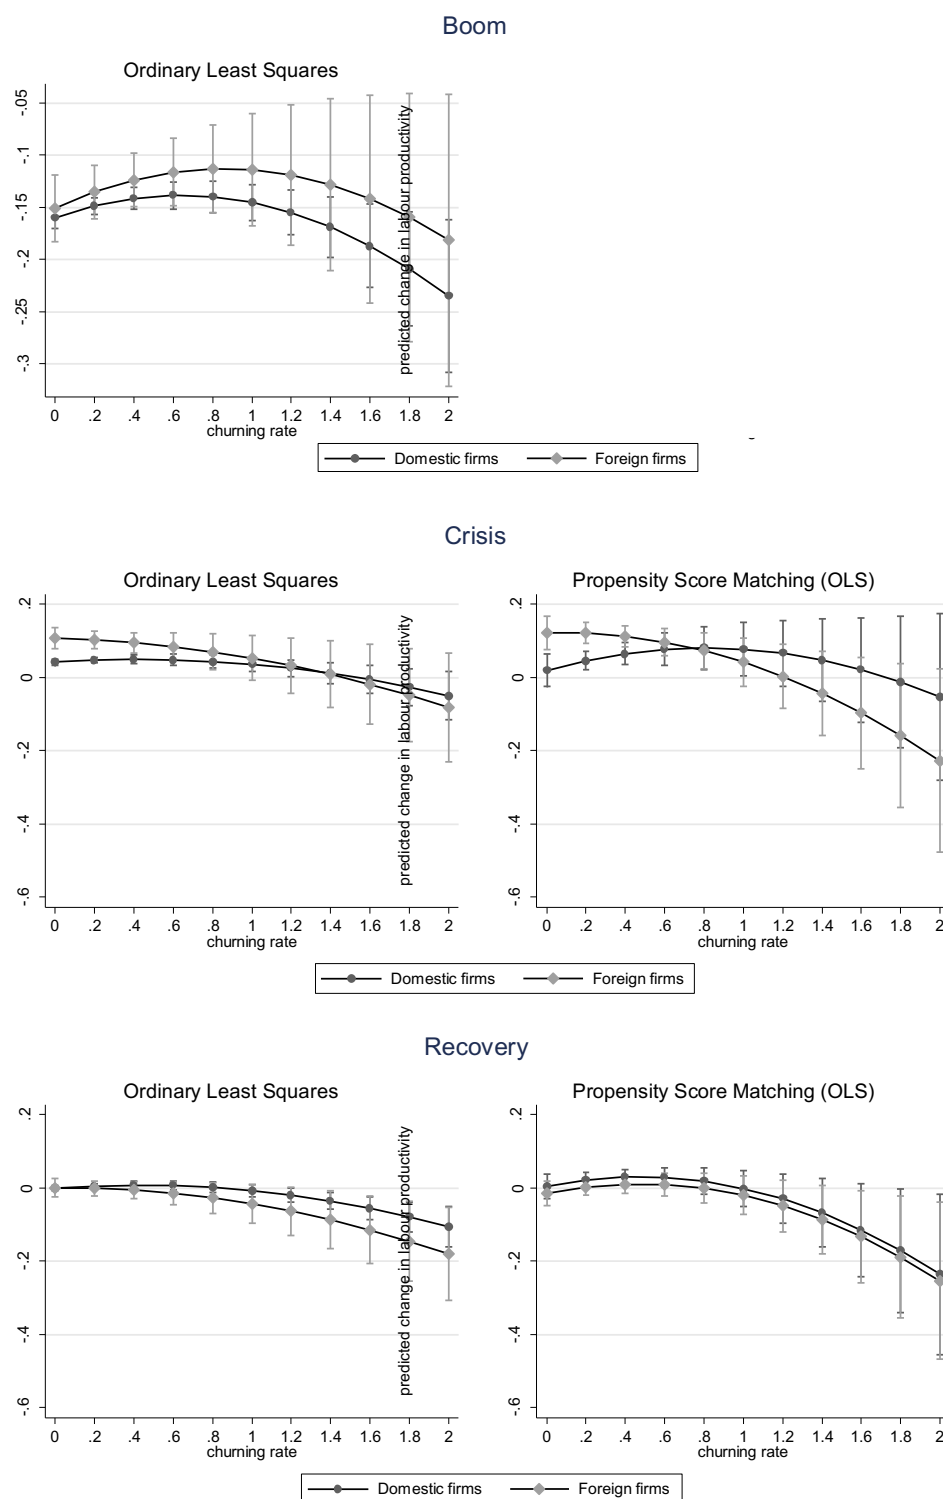 Boom
Ordinary Least Squares
-.05
-.1
-.15
-.2
-.25
-.3
predicted change in labour productivity
0 .2 .4 .6 .8 1 1.2 1.4 1.6 1.8 2
churning rate
Domestic firms Foreign firms
Crisis
Ordinary Least Squares
.2
0
-.2
-.4
-.6
predicted change in labour productivity
0 .2 .4 .6 .8 1 1.2 1.4 1.6 1.8 2
churning rate
Propensity Score Matching (OLS)
.2
0
-.2
-.4
-.6
0 .2 .4 .6 .8 1 1.2 1.4 1.6 1.8 2
churning rate
Domestic firms Foreign firms
Recovery
Ordinary Least Squares
.2
0
-.2
-.4
-.6
predicted change in labour productivity
0 .2 .4 .6 .8 1 1.2 1.4 1.6 1.8 2
churning rate
Propensity Score Matching (OLS)
.2
0
-.2
-.4
-.6
0 .2 .4 .6 .8 1 1.2 1.4 1.6 1.8 2
churning rate
Domestic firms Foreign firms